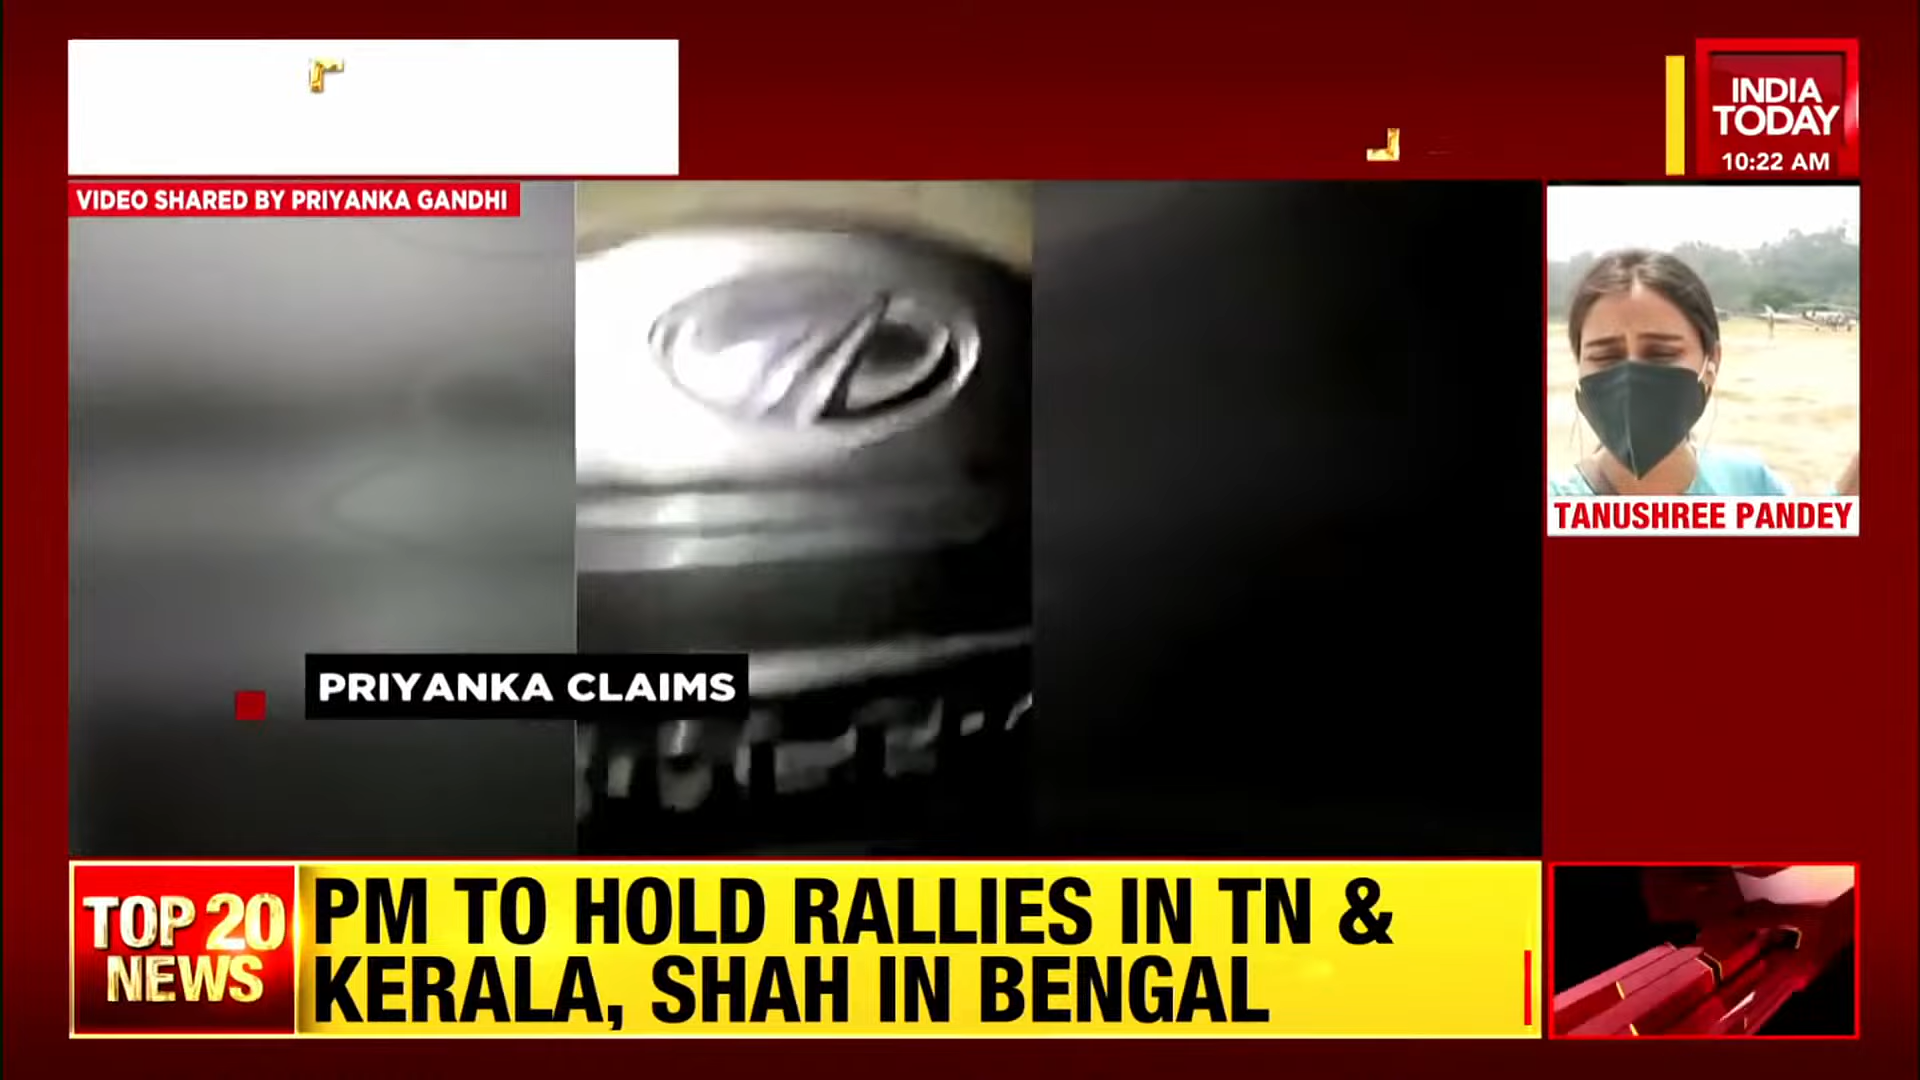 INDIA
TODAY
10:22 AM
VIDEO SHARED BY PRIYANKA GANDHI
TANUSHREE PANDEY
PRIYANKA CLAIMS
TOP 20
NEWS
PM TO HOLD RALLIES IN TN &
KERALA, SHAH IN BENGAL